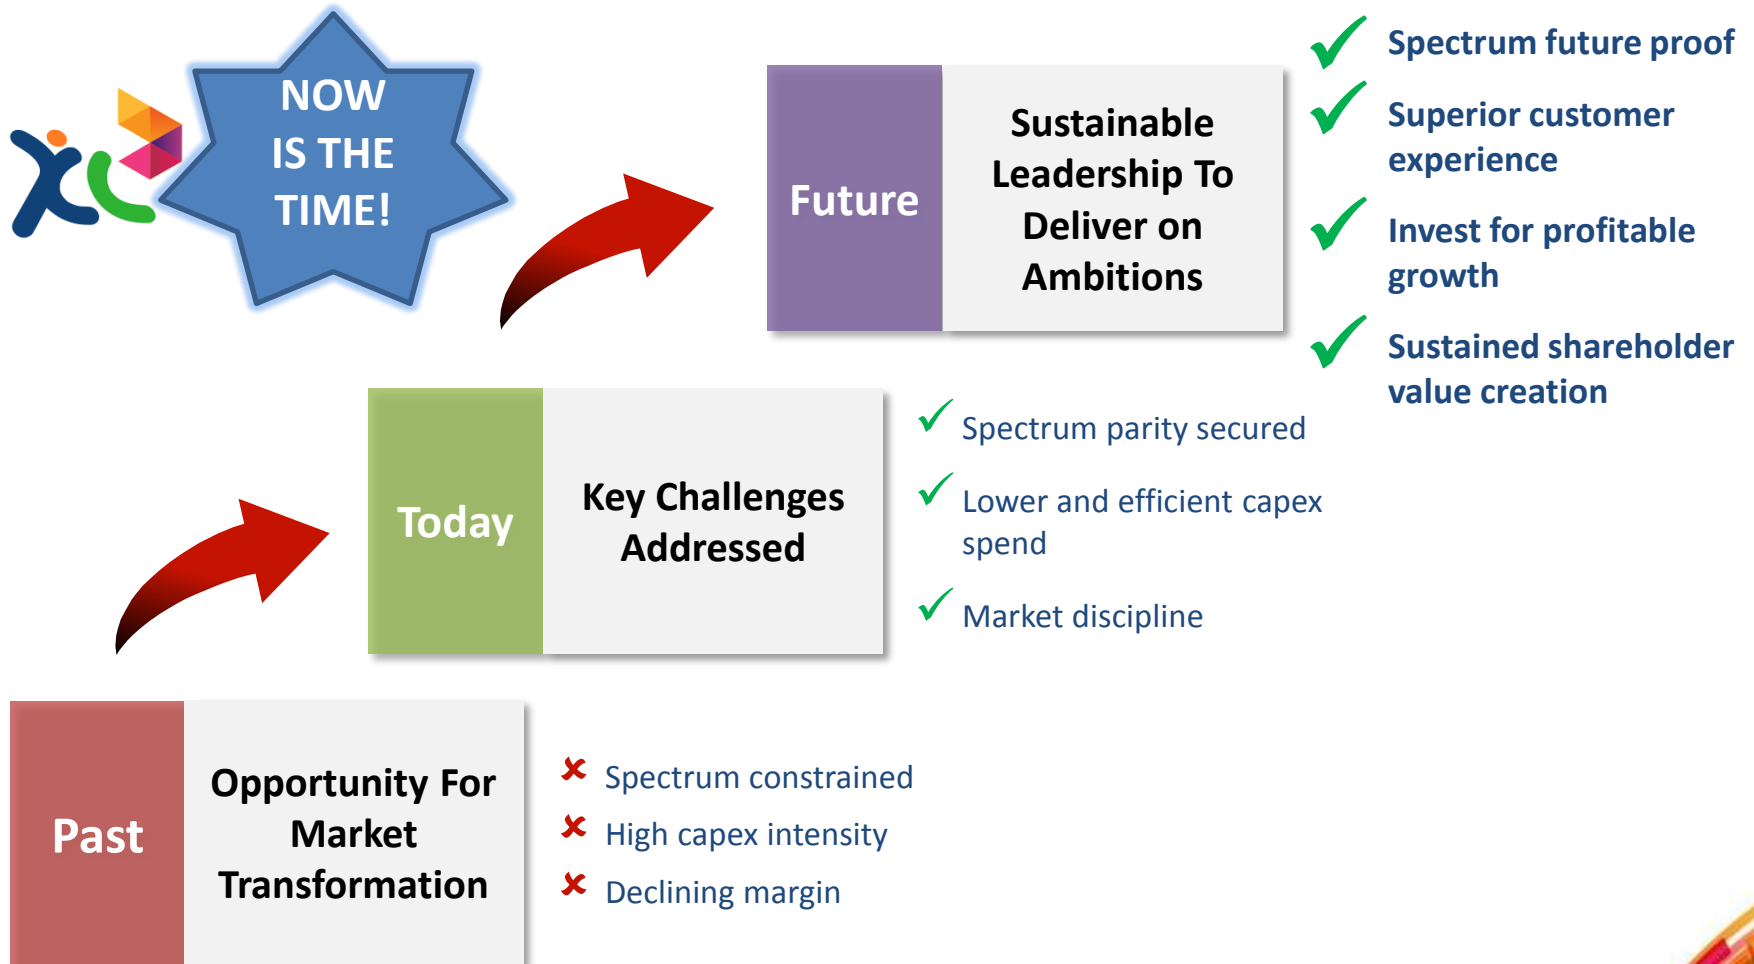 NOW
IS THE
TIME!
XL
Future
Sustainable
Leadership To
Deliver on
Ambitions
Spectrum future proof
Superior customer
experience
Invest for profitable
growth
Sustained shareholder
value creation
Today
Key Challenges
Addressed
Spectrum parity secured
Lower and efficient capex
spend
Market discipline
Past
Opportunity For
Market
Transformation
Spectrum constrained
High capex intensity
Declining margin